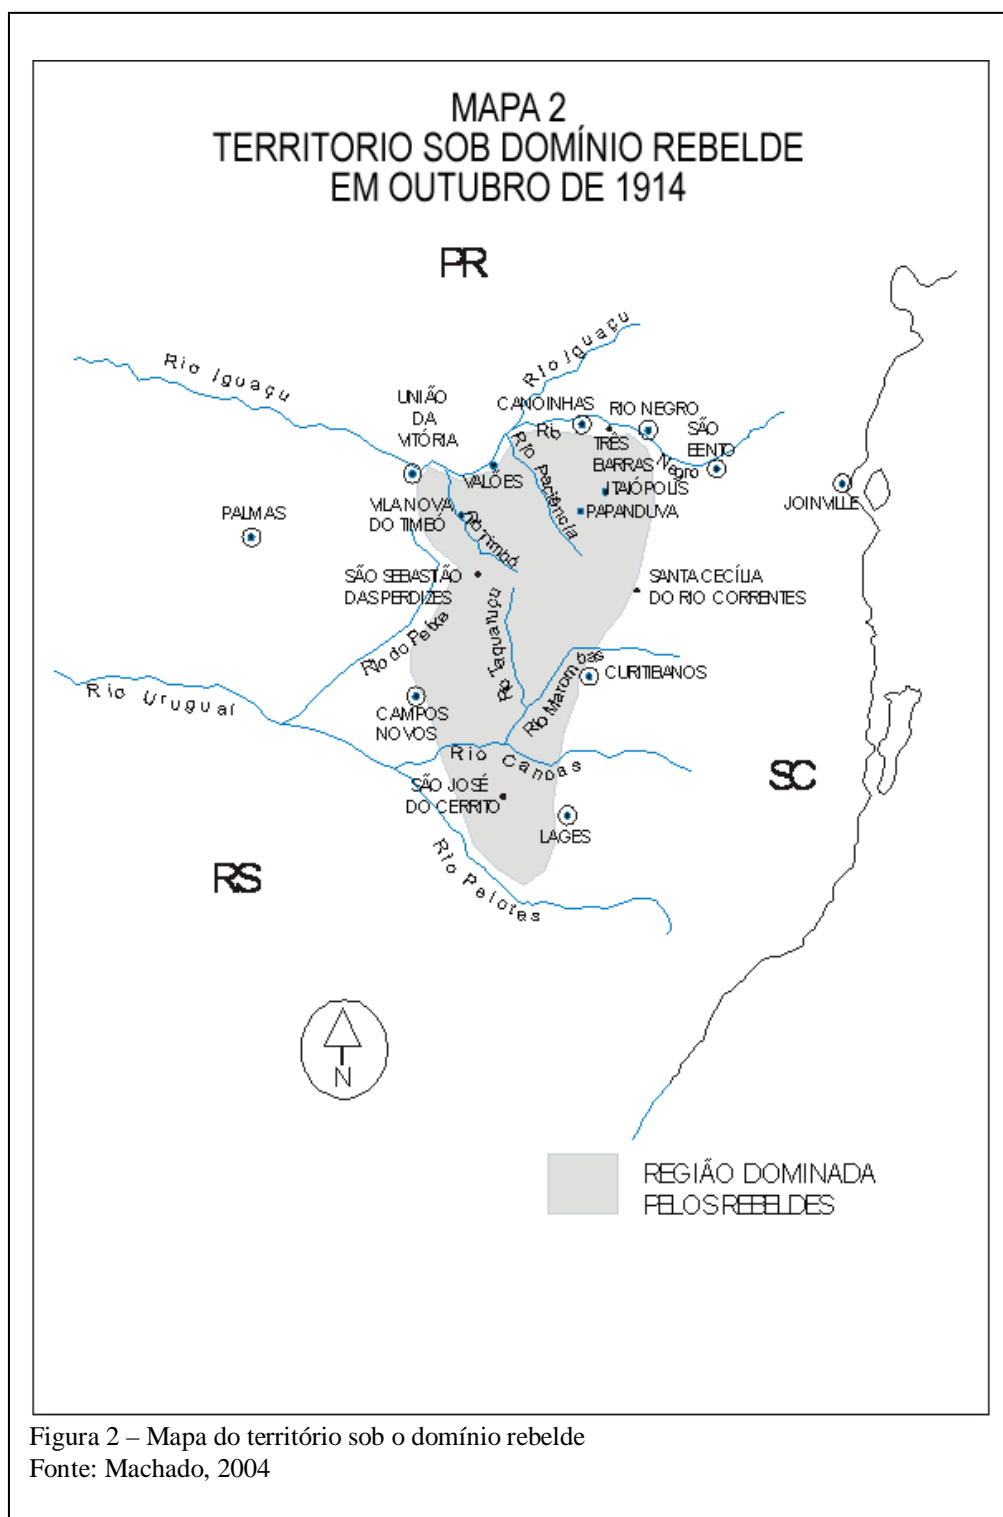 MAPA 2
TERRITORIO SOB DOMÍNIO REBELDE
EM OUTUBRO DE 1914
PR
Rio Iguaçu
Rio Iguaçu
UNIÃO
DA
VITÓRIA
CANOINHAS
RIO NEGRO
SÃO
BENTO
Rio Negro
TRÊS
BARRAS
VALÕES
Rio Paciência
ITAIÓPOLIS
PAPANDUVA
JOINVILLE
PALMAS
VILA NOVA
DO TIMBÓ
Rio Timbó
SÃO SEBASTIÃO
DAS PERDIZES
SANTA CECÍLIA
DO RIO CORRENTES
Rio do Peixe
Rio Taquaruçu
Rio Marombas
CURITIBANOS
Rio Uruguai
CAMPOS
NOVOS
Rio Canoas
SC
SÃO JOSÉ
DO CERRITO
LAGES
RS
Rio Pelotas
N
REGIÃO DOMINADA
PELOS REBELDES
Figura 2 – Mapa do território sob o domínio rebelde
Fonte: Machado, 2004